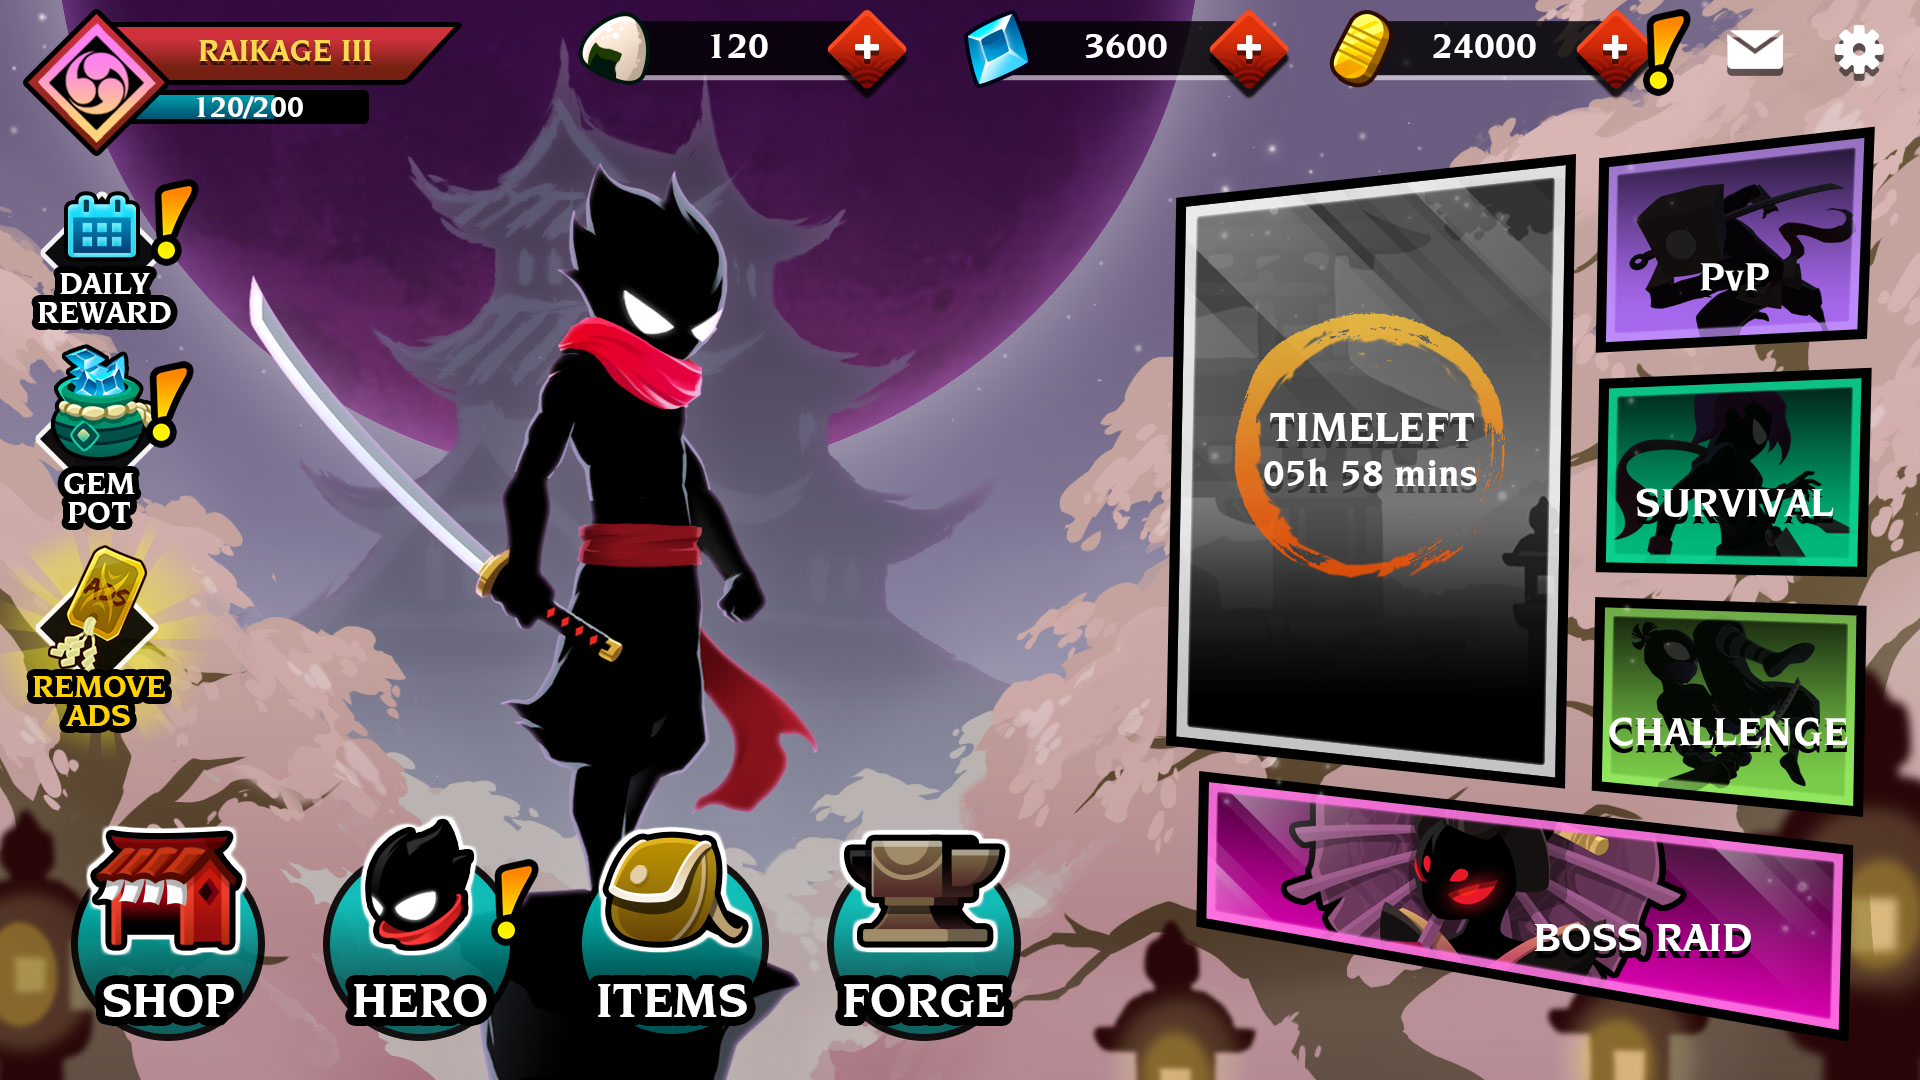 RAIKAGE III
120/200
120
3600
24000
DAILY
REWARD
GEM
POT
ADS
REMOVE
ADS
TIMELEFT
05h 58 mins
PvP
SURVIVAL
CHALLENGE
BOSS RAID
SHOP
HERO
ITEMS
FORGE